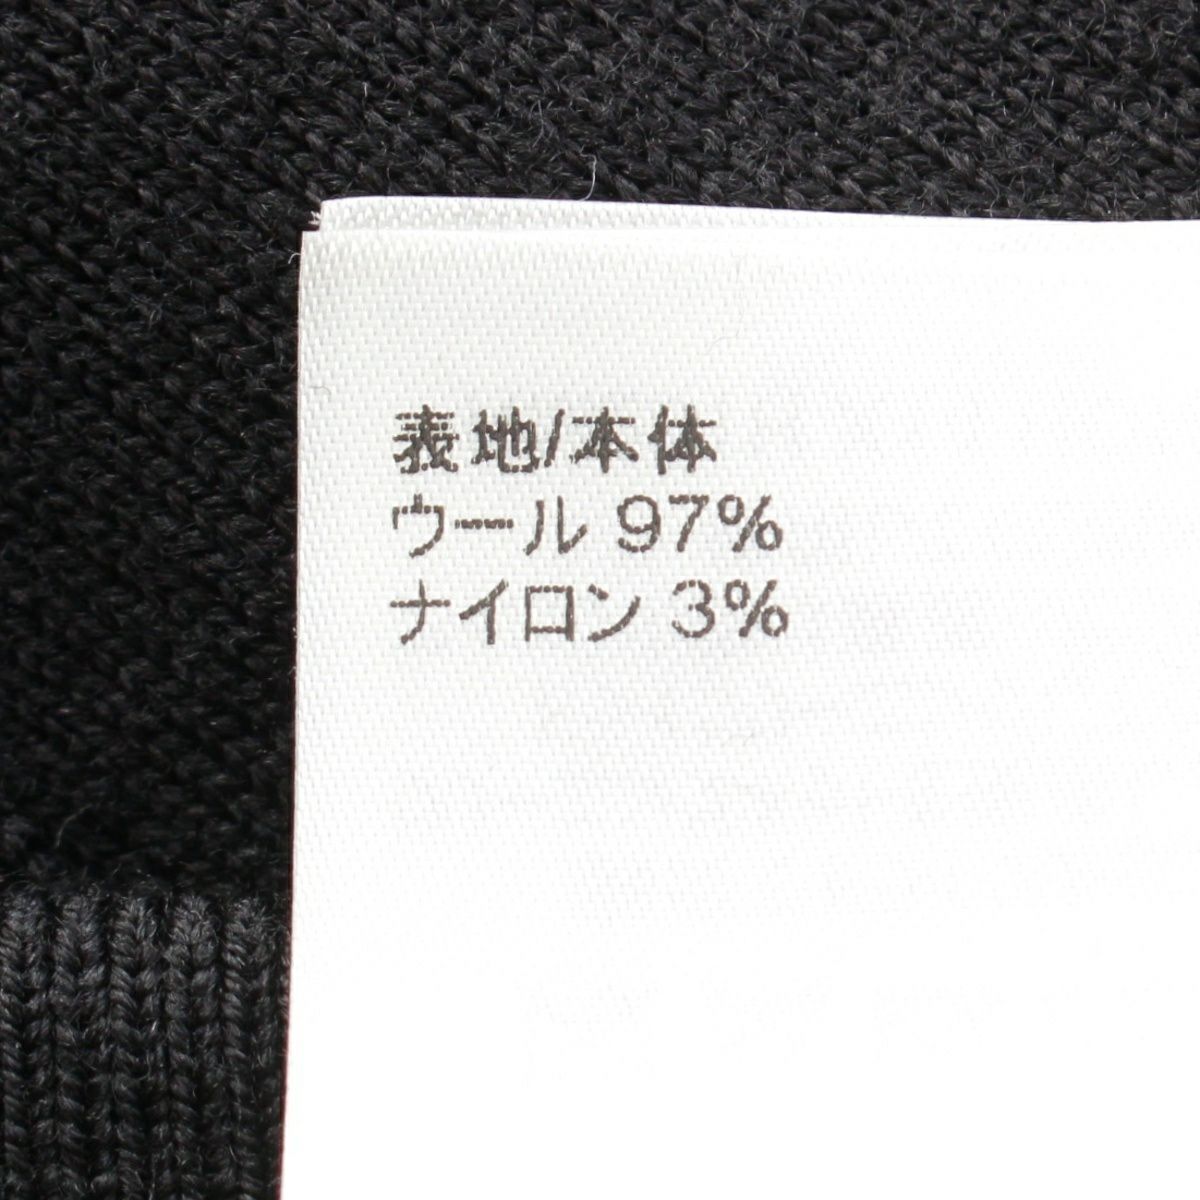 表地/本体
ウール 97%
ナイロン 3%